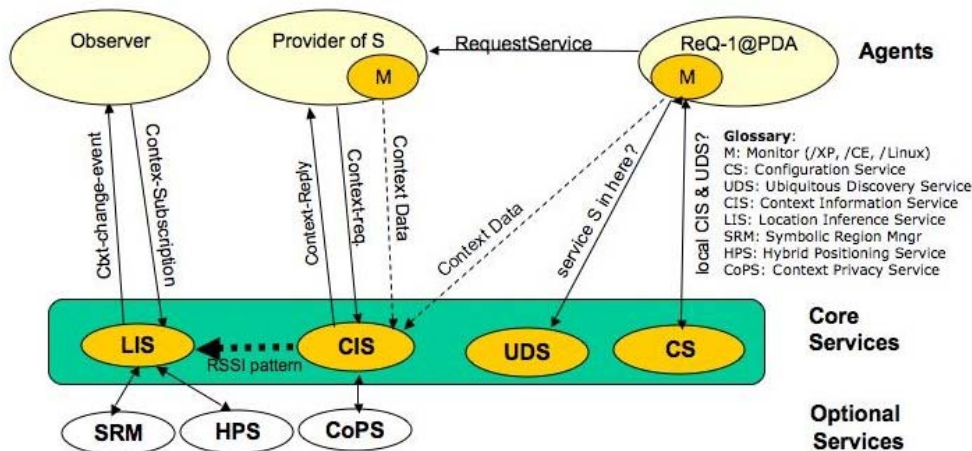 Observer
Provider of S
RequestService
ReQ-1@PDA
Agents
M
M
Ctxt-change-event
Contex-Subscription
Context-Reply
Context-req.
Context Data
Context Data
service S in here?
local CIS & UDS?
Glossary:
M: Monitor (/XP, /CE, /Linux)
CS: Configuration Service
UDS: Ubiquitous Discovery Service
CIS: Context Information Service
LIS: Location Inference Service
SRM: Symbolic Region Mngr
HPS: Hybrid Positioning Service
CoPS: Context Privacy Service
LIS
RSSI pattern
CIS
UDS
CS
Core
Services
SRM
HPS
CoPS
Optional
Services